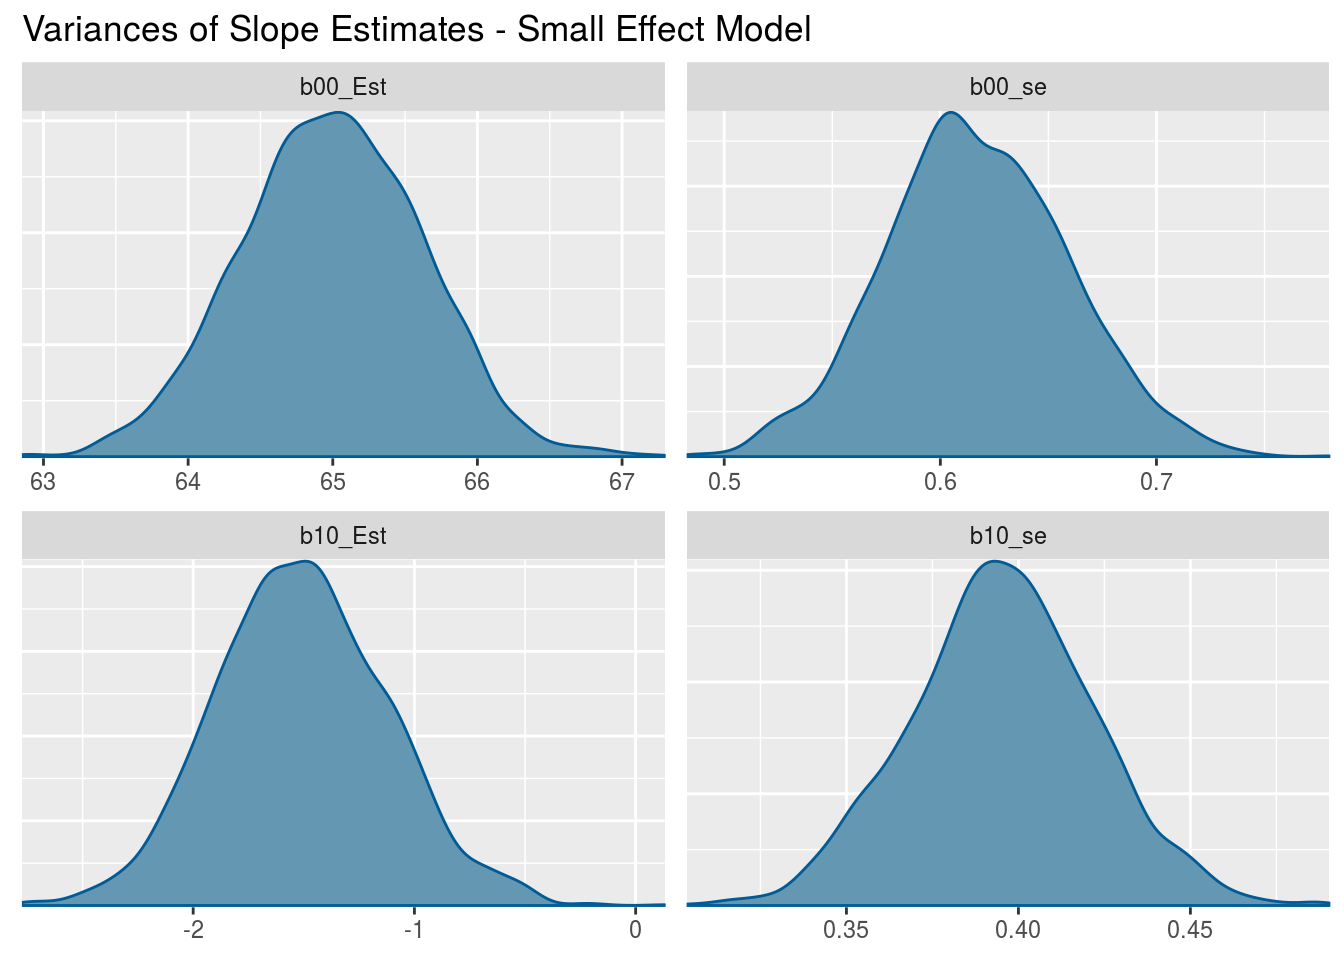 Variances of Slope Estimates - Small Effect Model
b00_Est
b00_se
63 64 65 66 67
0.5 0.6 0.7
b10_Est
b10_se
-2 -1 0
0.35 0.40 0.45